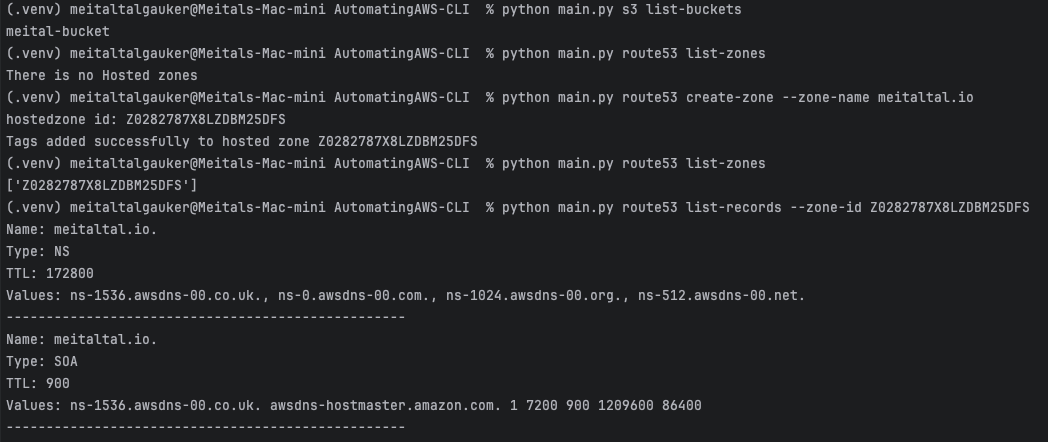 (.venv) meitaltalgauker@Meitals-Mac-mini AutomatingAWS-CLI  % python main.py s3 list-buckets
meital-bucket
(.venv) meitaltalgauker@Meitals-Mac-mini AutomatingAWS-CLI  % python main.py route53 list-zones
There is no Hosted zones
(.venv) meitaltalgauker@Meitals-Mac-mini AutomatingAWS-CLI  % python main.py route53 create-zone --zone-name meitaltal.io
hostedzone id: Z0282787X8LZDBM25DFS
Tags added successfully to hosted zone Z0282787X8LZDBM25DFS
(.venv) meitaltalgauker@Meitals-Mac-mini AutomatingAWS-CLI  % python main.py route53 list-zones
['Z0282787X8LZDBM25DFS']
(.venv) meitaltalgauker@Meitals-Mac-mini AutomatingAWS-CLI  % python main.py route53 list-records --zone-id Z0282787X8LZDBM25DFS
Name: meitaltal.io.
Type: NS
TTL: 172800
Values: ns-1536.awsdns-00.co.uk., ns-0.awsdns-00.com., ns-1024.awsdns-00.org., ns-512.awsdns-00.net.
--------------------------------------------------
Name: meitaltal.io.
Type: SOA
TTL: 900
Values: ns-1536.awsdns-00.co.uk. awsdns-hostmaster.amazon.com. 1 7200 900 1209600 86400
--------------------------------------------------